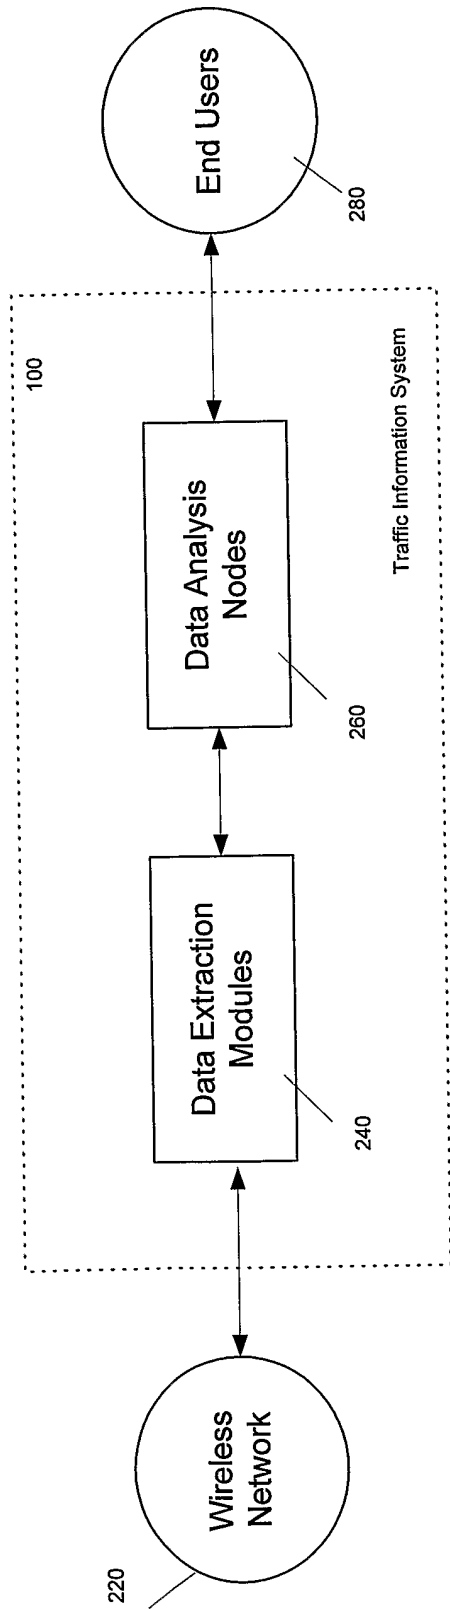 220
Wireless
Network
Data Extraction
Modules
240
Data Analysis
Nodes
260
100
Traffic Information System
End Users
280